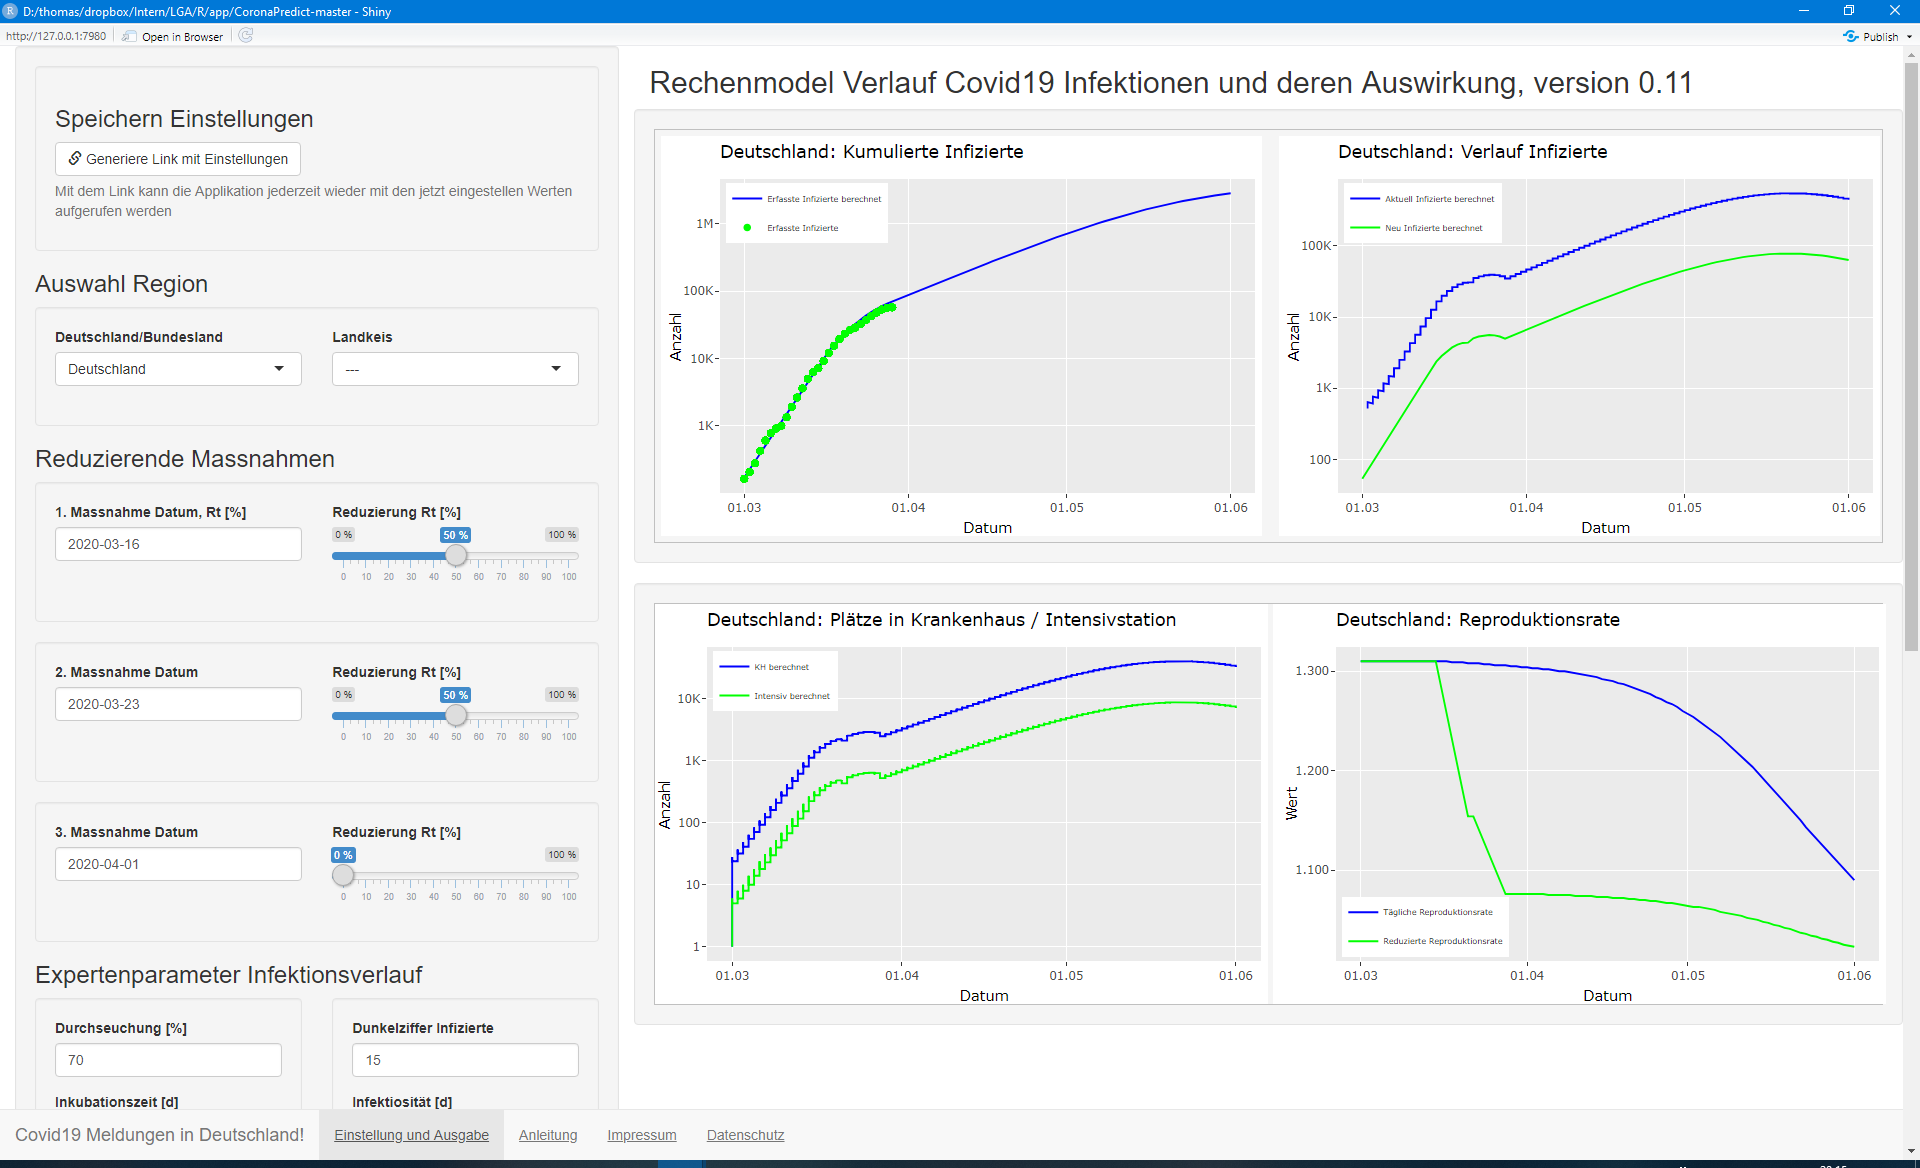 D:/thomas/dropbox/Intern/LGA/R/app/CoronaPredict-master - Shiny
http://127.0.0.1:7980
Open in Browser
Publish
Speichern Einstellungen
Generiere Link mit Einstellungen
Mit dem Link kann die Applikation jederzeit wieder mit den jetzt eingestellen Werten
aufgerufen werden
Auswahl Region
Deutschland/Bundesland
Landkeis
Deutschland
---
Reduzierende Massnahmen
1. Massnahme Datum, Rt [%]
Reduzierung Rt [%]
2020-03-16
0 %
50 %
100 %
0 10 20 30 40 50 60 70 80 90 100
2. Massnahme Datum
Reduzierung Rt [%]
2020-03-23
0 %
50 %
100 %
0 10 20 30 40 50 60 70 80 90 100
3. Massnahme Datum
Reduzierung Rt [%]
2020-04-01
0 %
100 %
0 10 20 30 40 50 60 70 80 90 100
Expertenparameter Infektionsverlauf
Durchseuchung [%]
Dunkelziffer Infizierte
70
15
Inkubationszeit [d]
Infektiosität [d]
Rechenmodel Verlauf Covid19 Infektionen und deren Auswirkung, version 0.11
Deutschland: Kumulierte Infizierte
Erfasste Infizierte berechnet
Erfasste Infizierte
1M
100K
10K
1K
Anzahl
01.03 01.04 01.05 01.06
Datum
Deutschland: Verlauf Infizierte
Aktuell Infizierte berechnet
Neu Infizierte berechnet
100K
10K
1K
100
Anzahl
01.03 01.04 01.05 01.06
Datum
Deutschland: Plätze in Krankenhaus / Intensivstation
KH berechnet
Intensiv berechnet
10K
1K
100
10
1
Anzahl
01.03 01.04 01.05 01.06
Datum
Deutschland: Reproduktionsrate
1.300
1.200
1.100
Wert
Tägliche Reproduktionsrate
Reduzierte Reproduktionsrate
01.03 01.04 01.05 01.06
Datum
Covid19 Meldungen in Deutschland!
Einstellung und Ausgabe
Anleitung
Impressum
Datenschutz